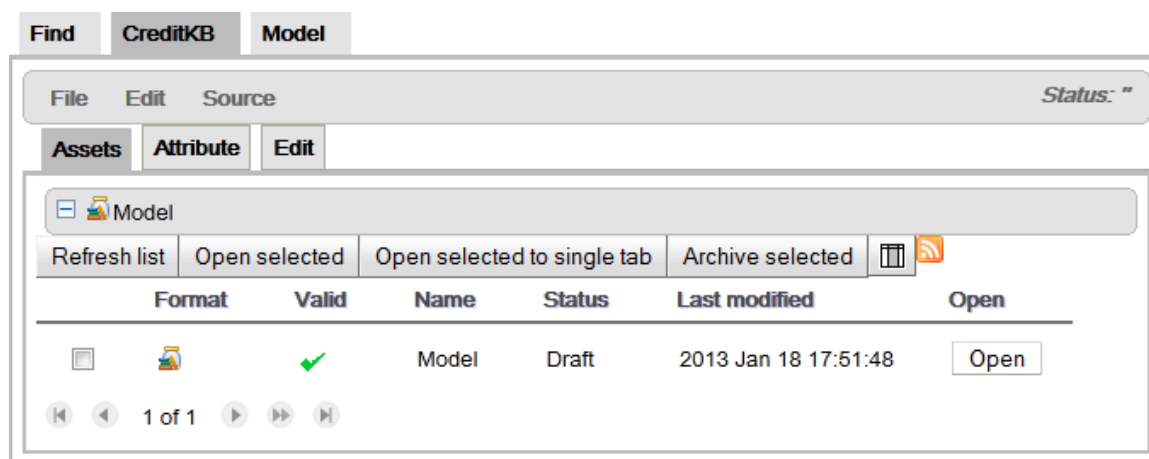 Find CreditKB Model
File Edit Source Status: ''
Assets Attribute Edit
Model
Refresh list Open selected Open selected to single tab Archive selected
Format Valid Name Status Last modified Open
Model Draft 2013 Jan 18 17:51:48 Open
1 of 1